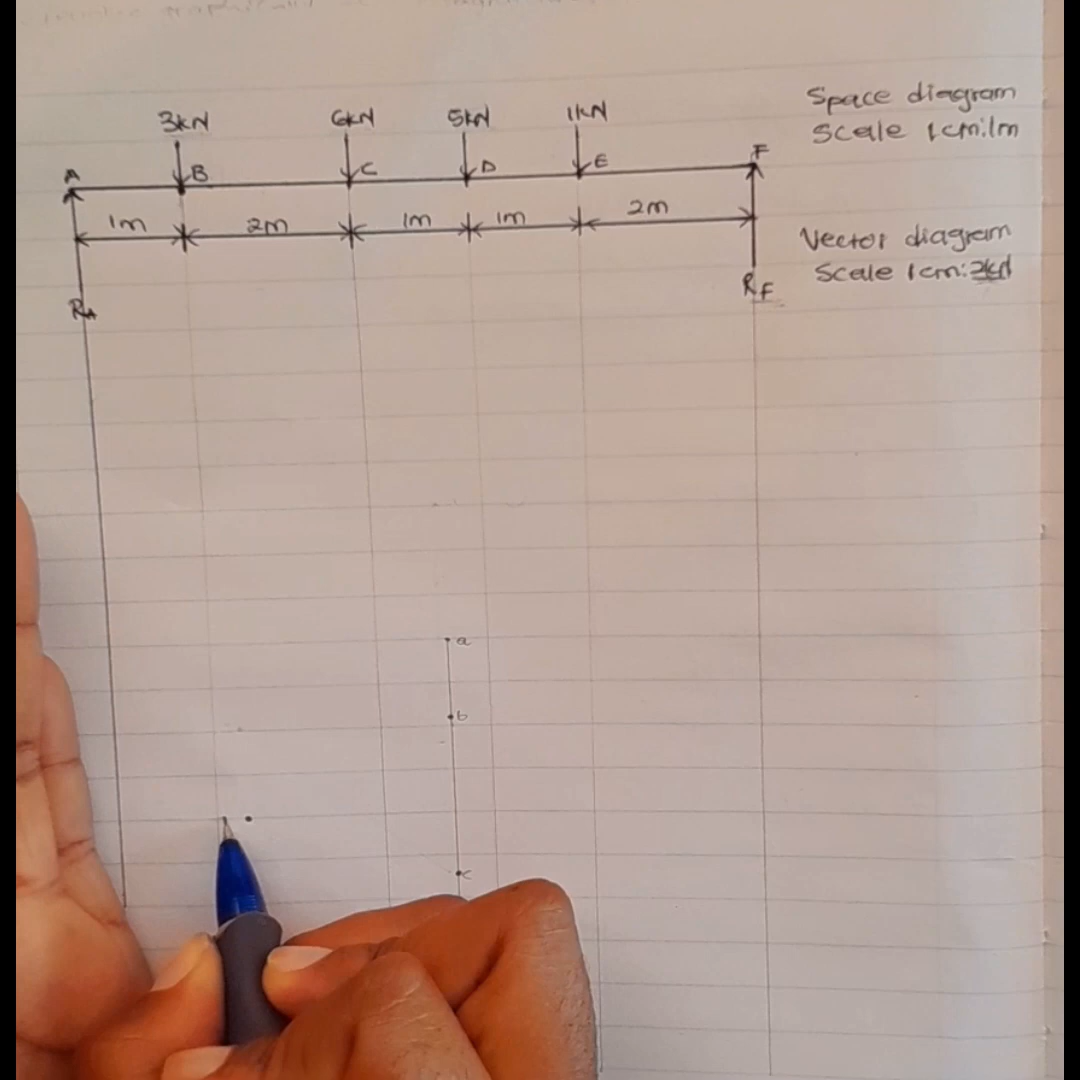 3kN 6kN 5kN 1kN
Space diagram
Scale 1cm:1m
A B C D E F
1m 2m 1m 1m 2m
Vector diagram
Scale 1cm:2kN
RA RF
a
b
c